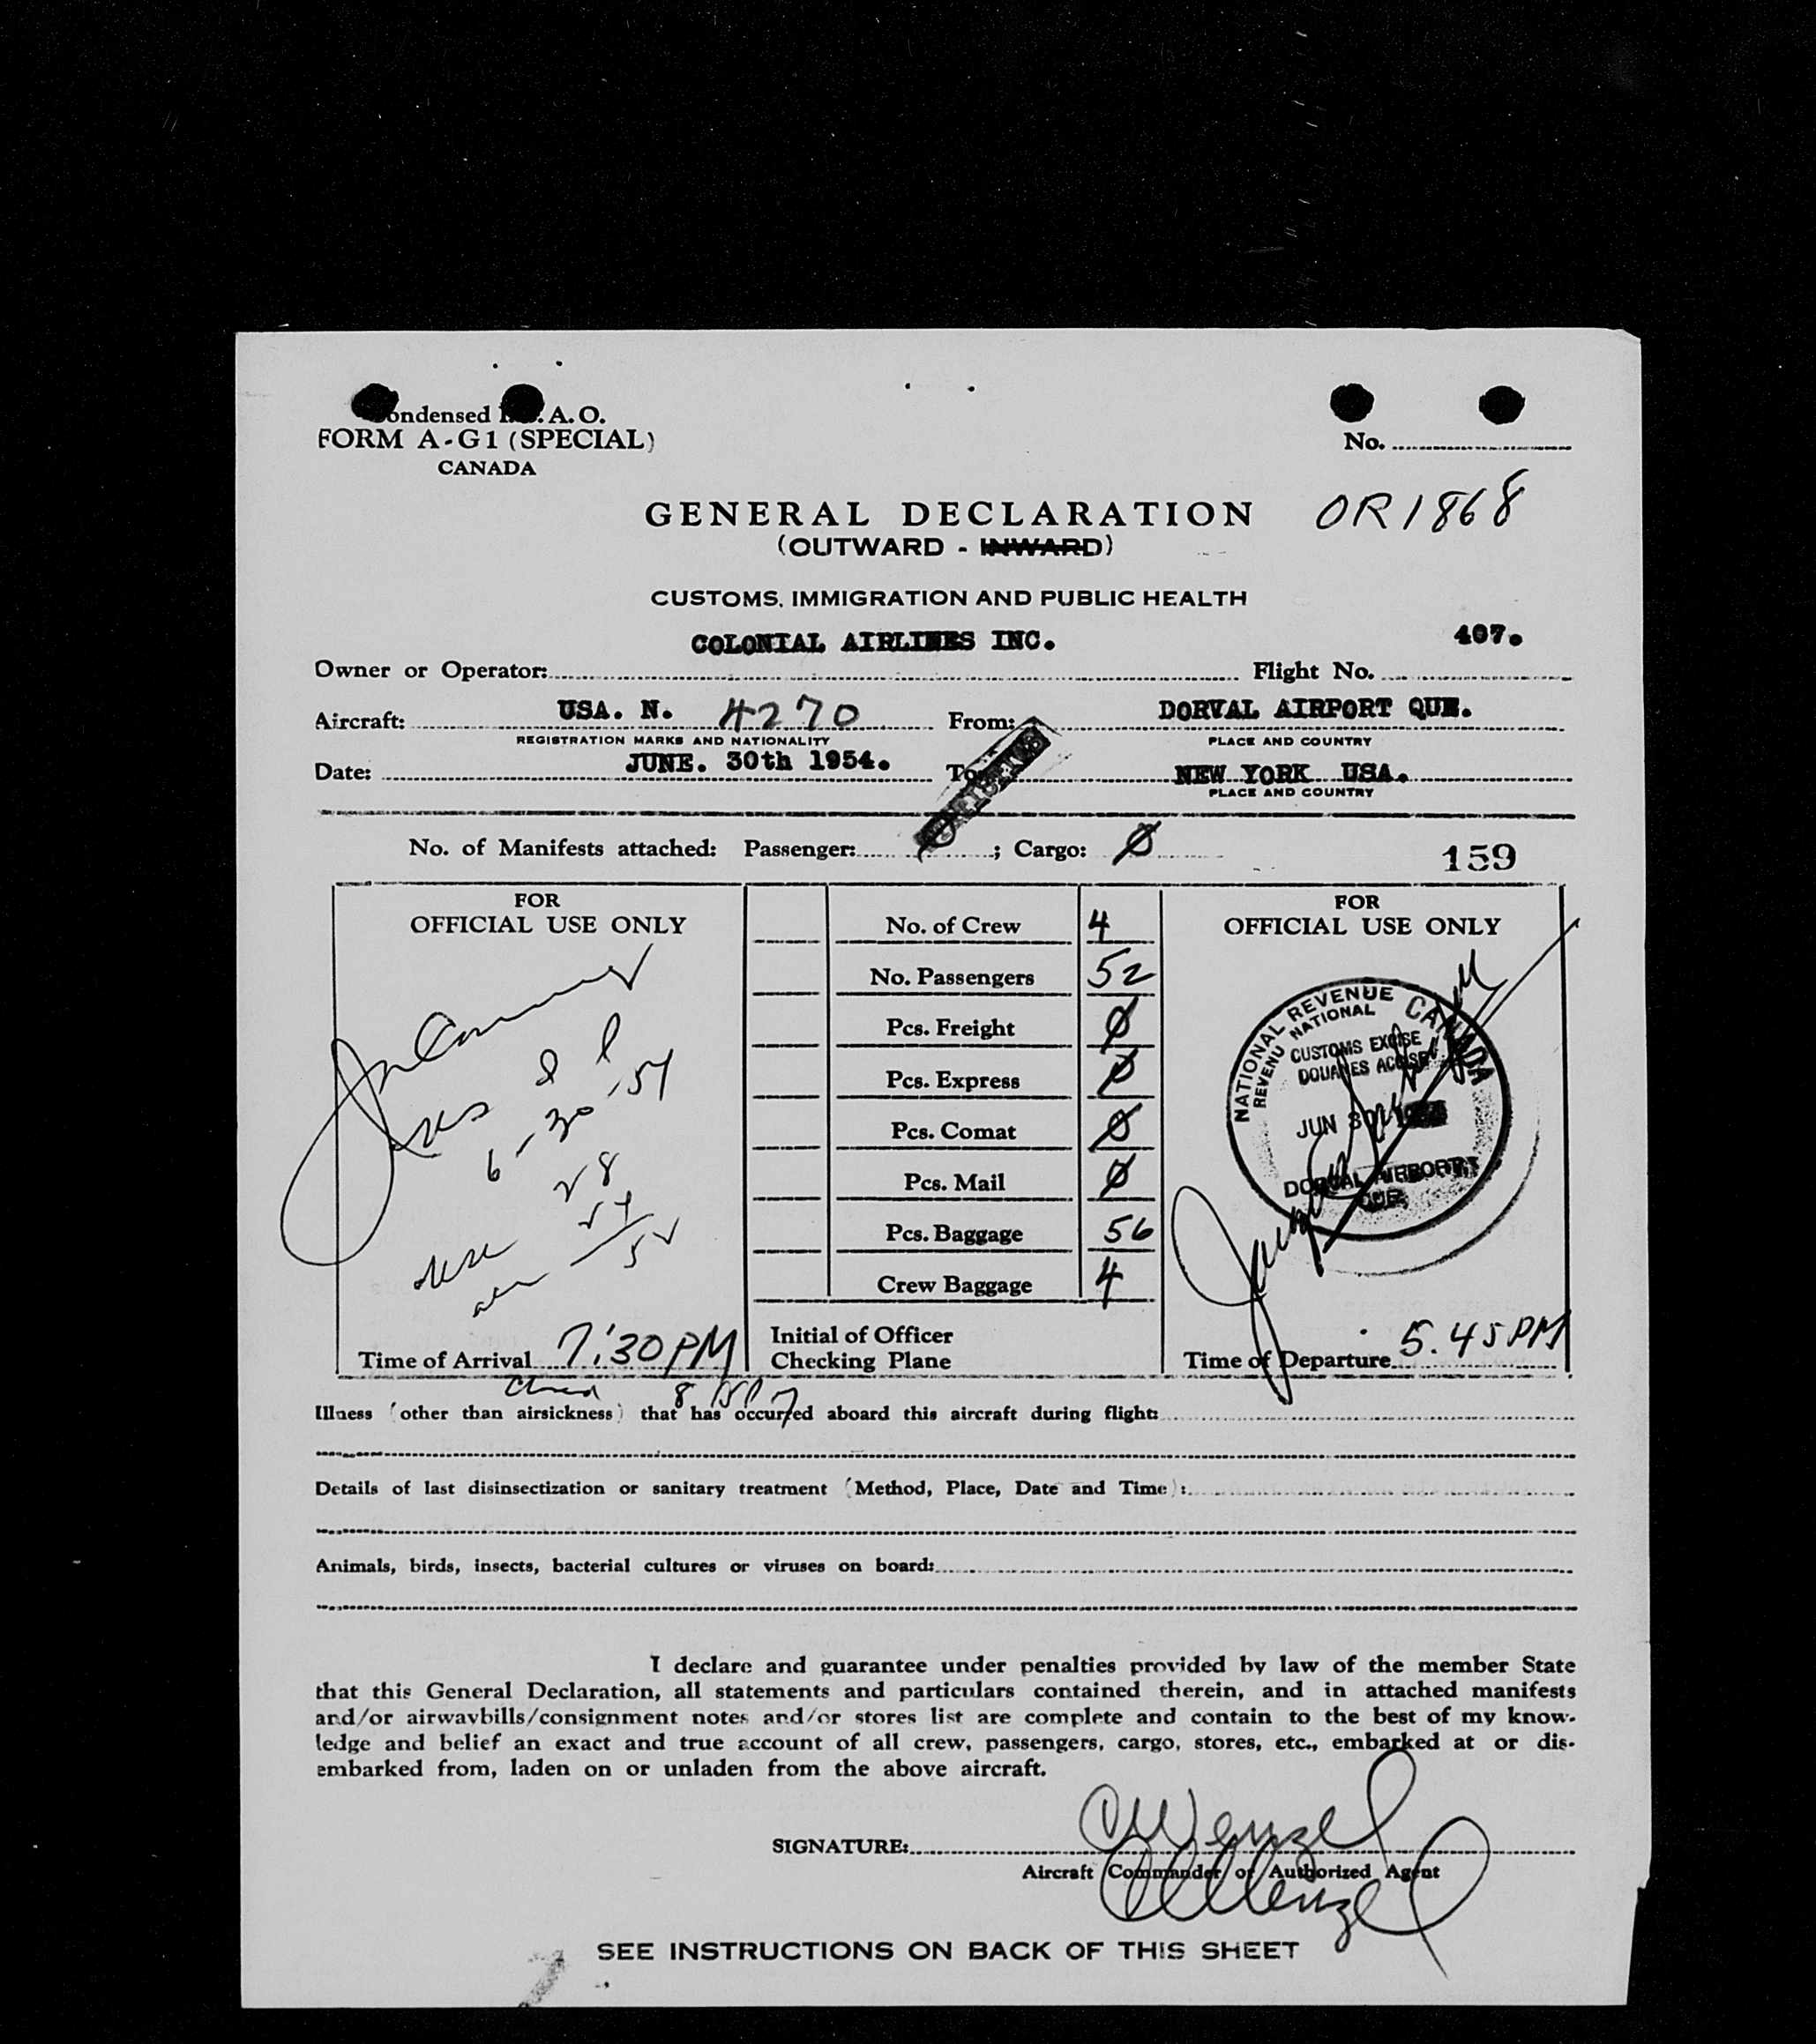 Condensed I.C.A.O.
FORM A-G1 (SPECIAL)
CANADA
No.
GENERAL DECLARATION
OR1868
(OUTWARD - INWARD)
CUSTOMS, IMMIGRATION AND PUBLIC HEALTH
COLONIAL AIRLINES INC.
407.
Owner or Operator:
Flight No.
Aircraft: USA. N. 4270 From: DORVAL AIRPORT QUE.
REGISTRATION MARKS AND NATIONALITY
PLACE AND COUNTRY
Date: JUNE. 30th 1954. To: NEW YORK USA.
PLACE AND COUNTRY
No. of Manifests attached: Passenger: ; Cargo: Ø
159
FOR
OFFICIAL USE ONLY
6-30-54
28
24
52
Time of Arrival 7:30 PM
No. of Crew 4
No. Passengers 52
Pcs. Freight Ø
Pcs. Express Ø
Pcs. Comat Ø
Pcs. Mail Ø
Pcs. Baggage 56
Crew Baggage 4
Initial of Officer
Checking Plane
FOR
OFFICIAL USE ONLY
NATIONAL REVENUE CANADA
REVENU NATIONAL
CUSTOMS EXCISE
DOUANES ACCISE
JUN 30
DORVAL AIRPORT
QUE.
Time of Departure 5.45 PM
Illness (other than airsickness) that has occurred aboard this aircraft during flight:
Details of last disinsectization or sanitary treatment (Method, Place, Date and Time):
Animals, birds, insects, bacterial cultures or viruses on board:
I declare and guarantee under penalties provided by law of the member State
that this General Declaration, all statements and particulars contained therein, and in attached manifests
and/or airwaybills/consignment notes and/or stores list are complete and contain to the best of my know-
ledge and belief an exact and true account of all crew, passengers, cargo, stores, etc., embarked at or dis-
embarked from, laden on or unladen from the above aircraft.
SIGNATURE: CWenzel
Aircraft Commander or Authorized Agent
SEE INSTRUCTIONS ON BACK OF THIS SHEET